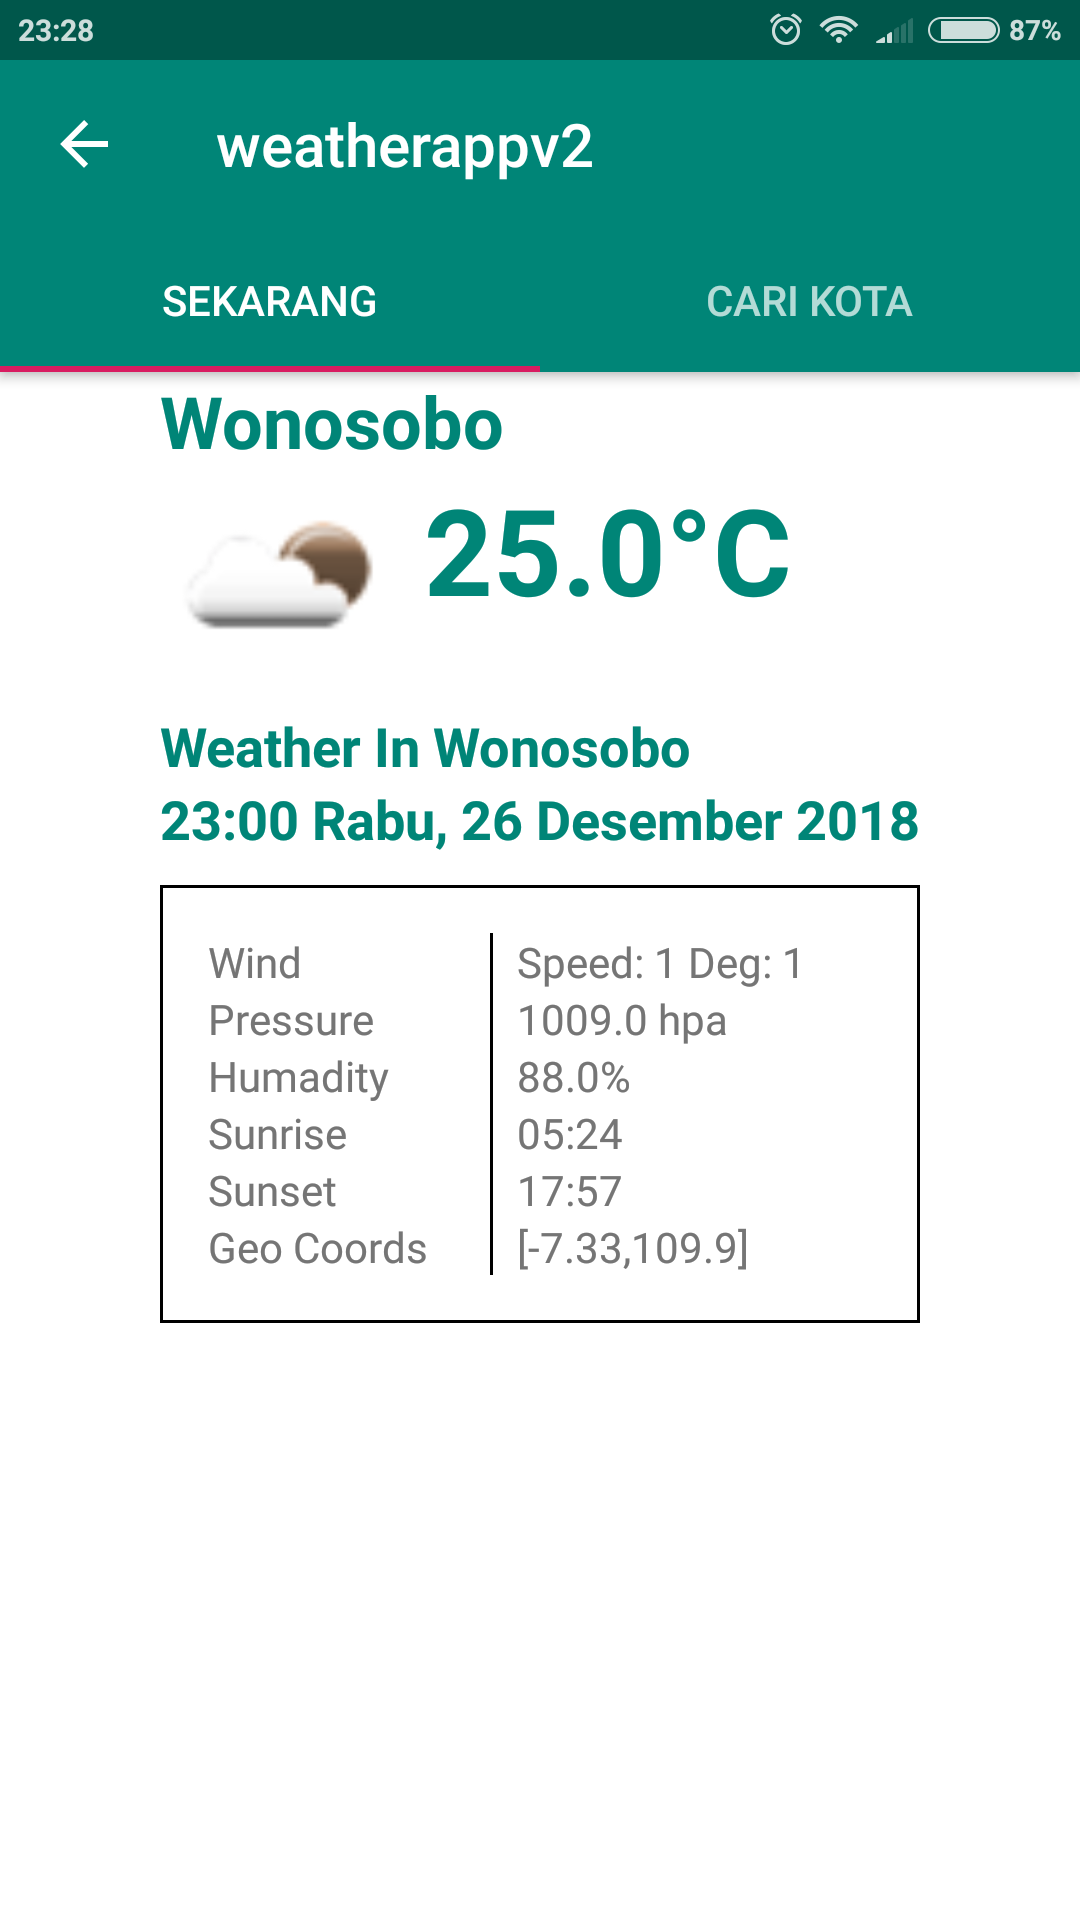 23:28 87%
weatherappv2
SEKARANG CARI KOTA
Wonosobo
25.0°C
Weather In Wonosobo
23:00 Rabu, 26 Desember 2018
Wind Speed: 1 Deg: 1
Pressure 1009.0 hpa
Humadity 88.0%
Sunrise 05:24
Sunset 17:57
Geo Coords [-7.33,109.9]